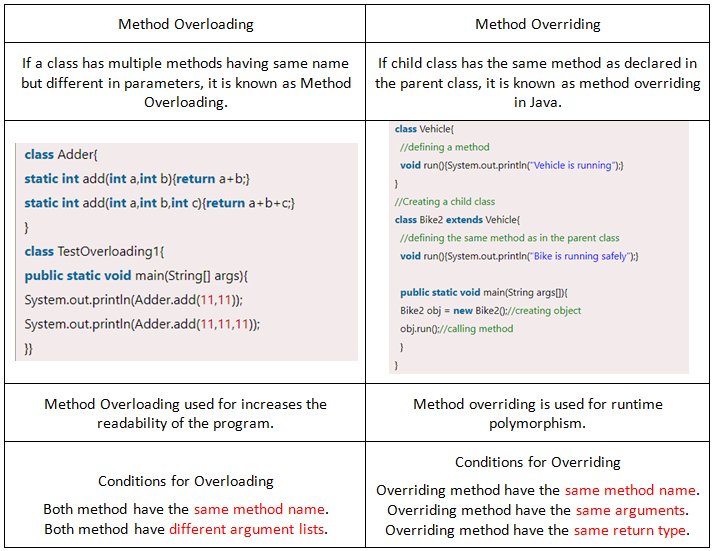 Method Overloading
Method Overriding
If a class has multiple methods having same name
but different in parameters, it is known as Method
Overloading.
If child class has the same method as declared in
the parent class, it is known as method overriding
in Java.
class Adder{
static int add(int a,int b){return a+b;}
static int add(int a,int b,int c){return a+b+c;}
}
class TestOverloading1{
public static void main(String[] args){
System.out.println(Adder.add(11,11));
System.out.println(Adder.add(11,11,11));
}}
class Vehicle{
//defining a method
void run(){System.out.println("Vehicle is running");}
}
//Creating a child class
class Bike2 extends Vehicle{
//defining the same method as in the parent class
void run(){System.out.println("Bike is running safely");}
public static void main(String args[]){
Bike2 obj = new Bike2();//creating object
obj.run();//calling method
}
}
Method Overloading used for increases the
readability of the program.
Method overriding is used for runtime
polymorphism.
Conditions for Overloading
Both method have the same method name.
Both method have different argument lists.
Conditions for Overriding
Overriding method have the same method name.
Overriding method have the same arguments.
Overriding method have the same return type.